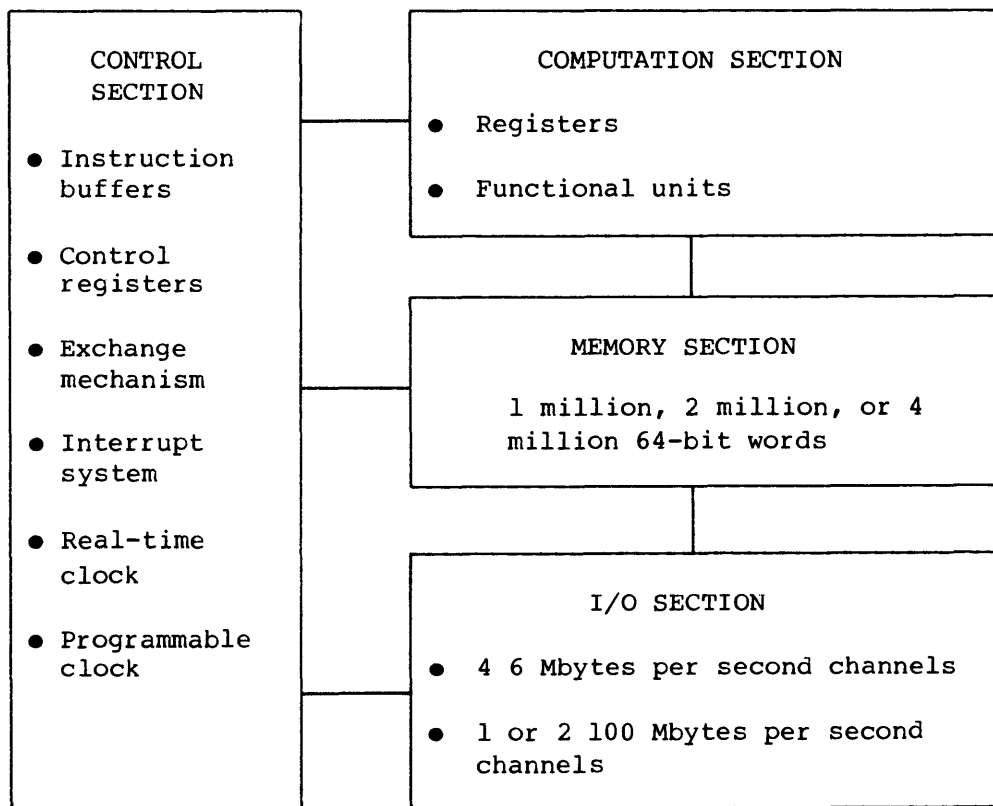 CONTROL
SECTION
● Instruction
buffers
● Control
registers
● Exchange
mechanism
● Interrupt
system
● Real-time
clock
● Programmable
clock
COMPUTATION SECTION
● Registers
● Functional units
MEMORY SECTION
1 million, 2 million, or 4
million 64-bit words
I/O SECTION
● 4 6 Mbytes per second channels
● 1 or 2 100 Mbytes per second
channels